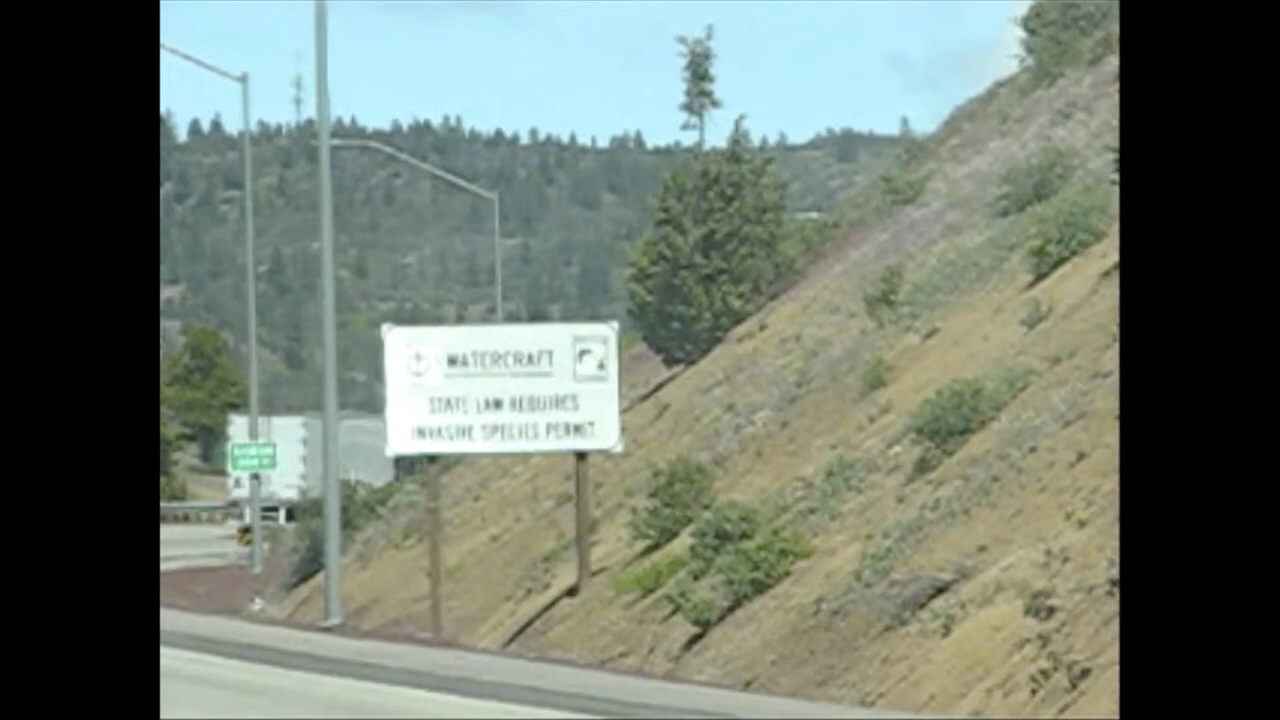 WATERCRAFT
STATE LAW REQUIRES
INVASIVE SPECIES PERMIT